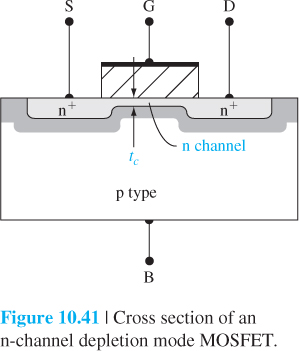 S G D
n+ n+
n channel
tc
p type
B
Figure 10.41 | Cross section of an
n-channel depletion mode MOSFET.